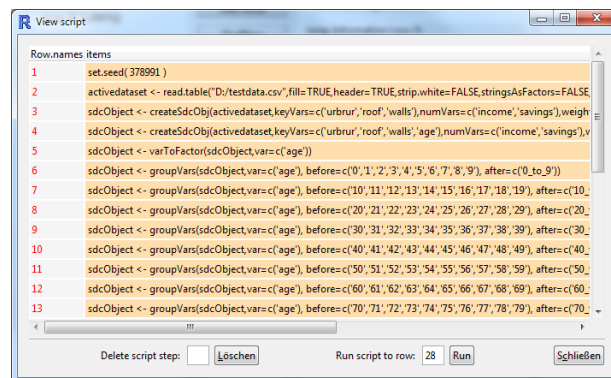 View script
Row.names items
1 set.seed( 378991 )
2 activedataset <- read.table("D:/testdata.csv",fill=TRUE,header=TRUE,strip.white=FALSE,stringsAsFactors=FALSE,
3 sdcObject <- createSdcObj(activedataset,keyVars=c('urbrur','roof','walls'),numVars=c('income','savings'),weigh
4 sdcObject <- createSdcObj(activedataset,keyVars=c('urbrur','roof','walls','age'),numVars=c('income','savings'),v
5 sdcObject <- varToFactor(sdcObject,var=c('age'))
6 sdcObject <- groupVars(sdcObject,var=c('age'), before=c('0','1','2','3','4','5','6','7','8','9'), after=c('0_to_9'))
7 sdcObject <- groupVars(sdcObject,var=c('age'), before=c('10','11','12','13','14','15','16','17','18','19'), after=c('10_
8 sdcObject <- groupVars(sdcObject,var=c('age'), before=c('20','21','22','23','24','25','26','27','28','29'), after=c('20_
9 sdcObject <- groupVars(sdcObject,var=c('age'), before=c('30','31','32','33','34','35','36','37','38','39'), after=c('30_
10 sdcObject <- groupVars(sdcObject,var=c('age'), before=c('40','41','42','43','44','45','46','47','48','49'), after=c('40_
11 sdcObject <- groupVars(sdcObject,var=c('age'), before=c('50','51','52','53','54','55','56','57','58','59'), after=c('50_
12 sdcObject <- groupVars(sdcObject,var=c('age'), before=c('60','61','62','63','64','65','66','67','68','69'), after=c('60_
13 sdcObject <- groupVars(sdcObject,var=c('age'), before=c('70','71','72','73','74','75','76','77','78','79'), after=c('70_
Delete script step: Löschen Run script to row: 28 Run Schließen